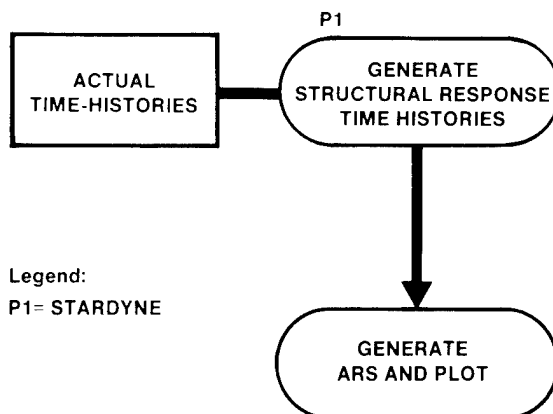 P1
ACTUAL
TIME-HISTORIES
GENERATE
STRUCTURAL RESPONSE
TIME HISTORIES
Legend:
P1= STARDYNE
GENERATE
ARS AND PLOT